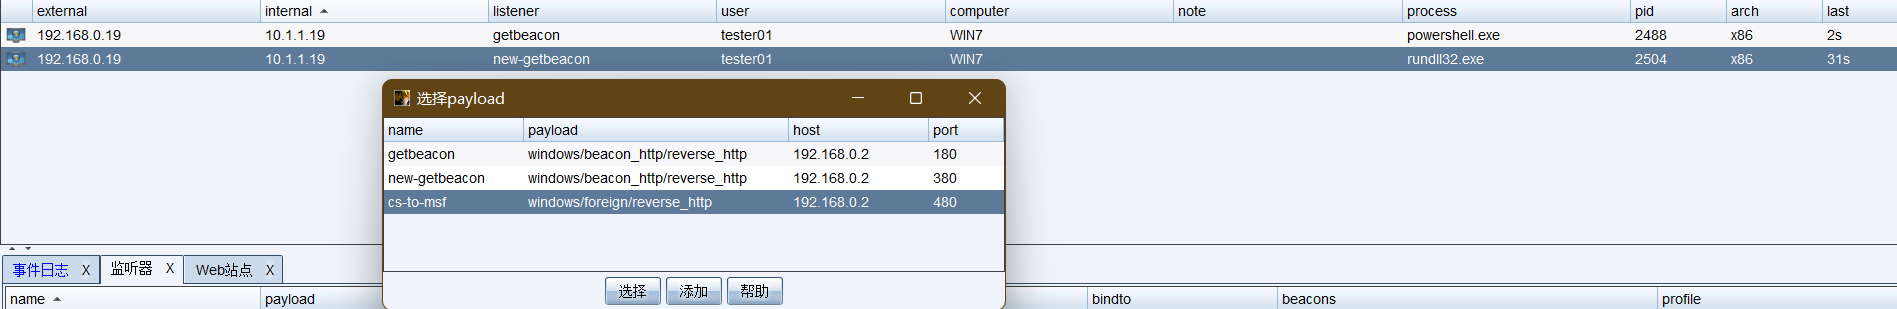 external internal listener user computer note process pid arch last
192.168.0.19 10.1.1.19 getbeacon tester01 WIN7 powershell.exe 2488 x86 2s
192.168.0.19 10.1.1.19 new-getbeacon tester01 WIN7 rundll32.exe 2504 x86 31s
选择payload
name payload host port
getbeacon windows/beacon_http/reverse_http 192.168.0.2 180
new-getbeacon windows/beacon_http/reverse_http 192.168.0.2 380
cs-to-msf windows/foreign/reverse_http 192.168.0.2 480
选择 添加 帮助
事件日志 X 监听器 X Web站点 X
name payload bindto beacons profile